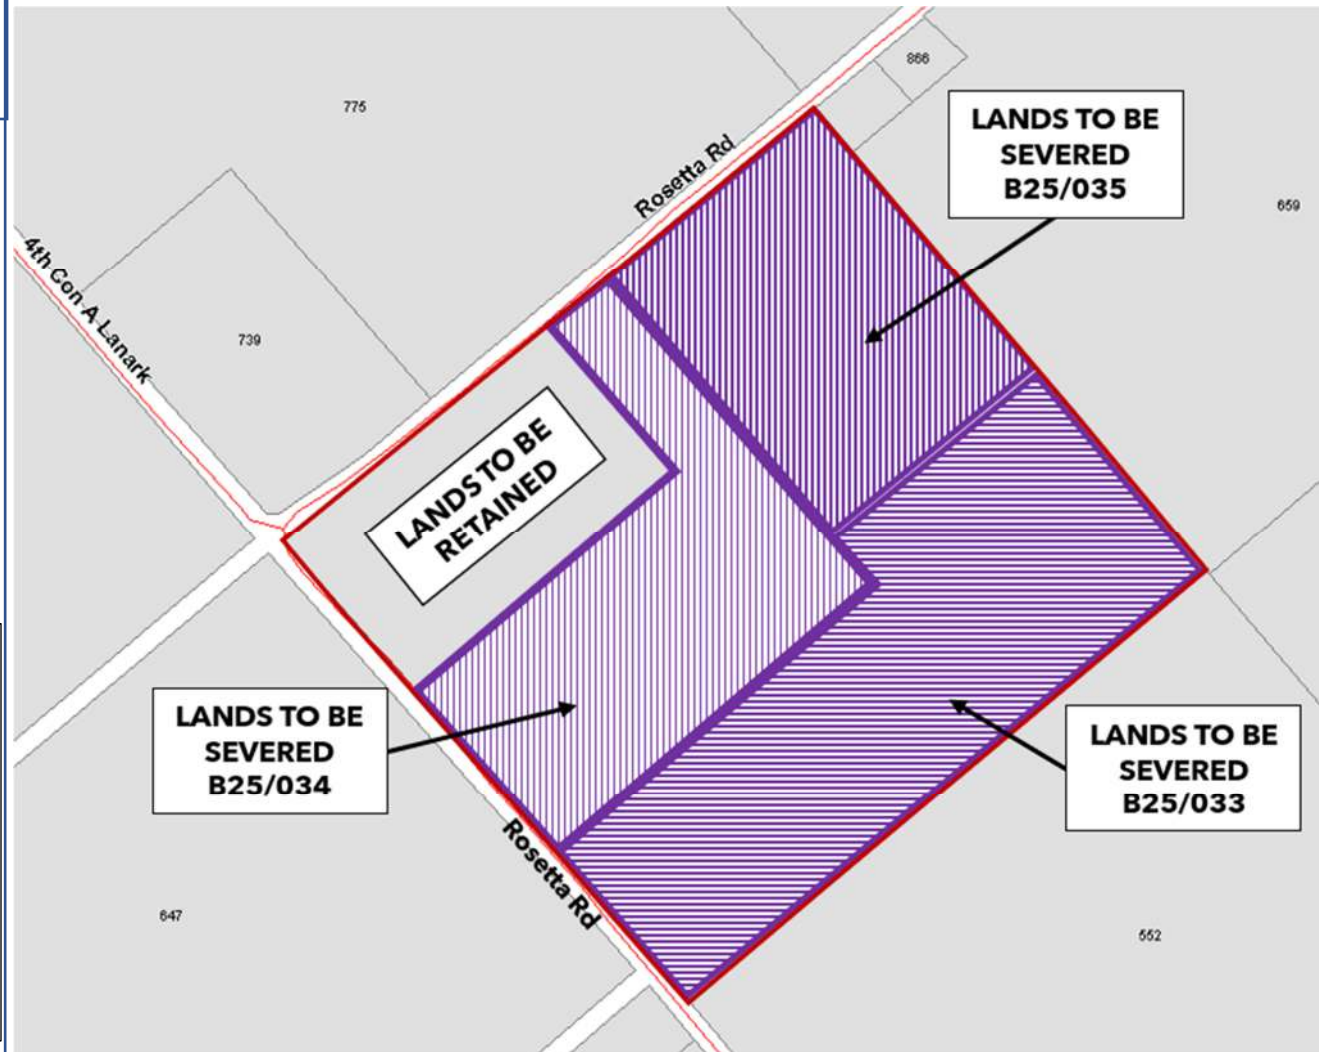 866
775
LANDS TO BE
SEVERED
B25/035
Rosetta Rd
659
4th Con A Lanark
739
LANDS TO BE
RETAINED
LANDS TO BE
SEVERED
B25/034
LANDS TO BE
SEVERED
B25/033
Rosetta Rd
647
552